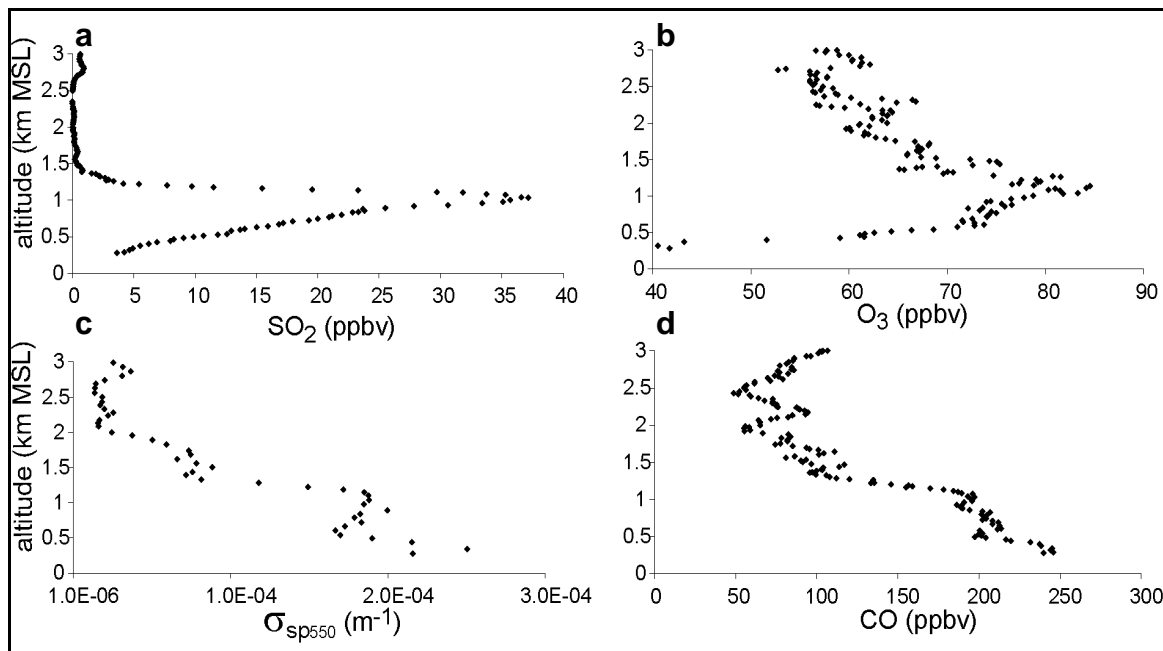 a
altitude (km MSL)
3
2.5
2
1.5
1
0.5
0
0 5 10 15 20 25 30 35 40
SO2 (ppbv)
b
3
2.5
2
1.5
1
0.5
0
40 50 60 70 80 90
O3 (ppbv)
c
altitude (km MSL)
3
2.5
2
1.5
1
0.5
0
1.0E-06 1.0E-04 2.0E-04 3.0E-04
σsp550 (m-1)
d
3
2.5
2
1.5
1
0.5
0
0 50 100 150 200 250 300
CO (ppbv)